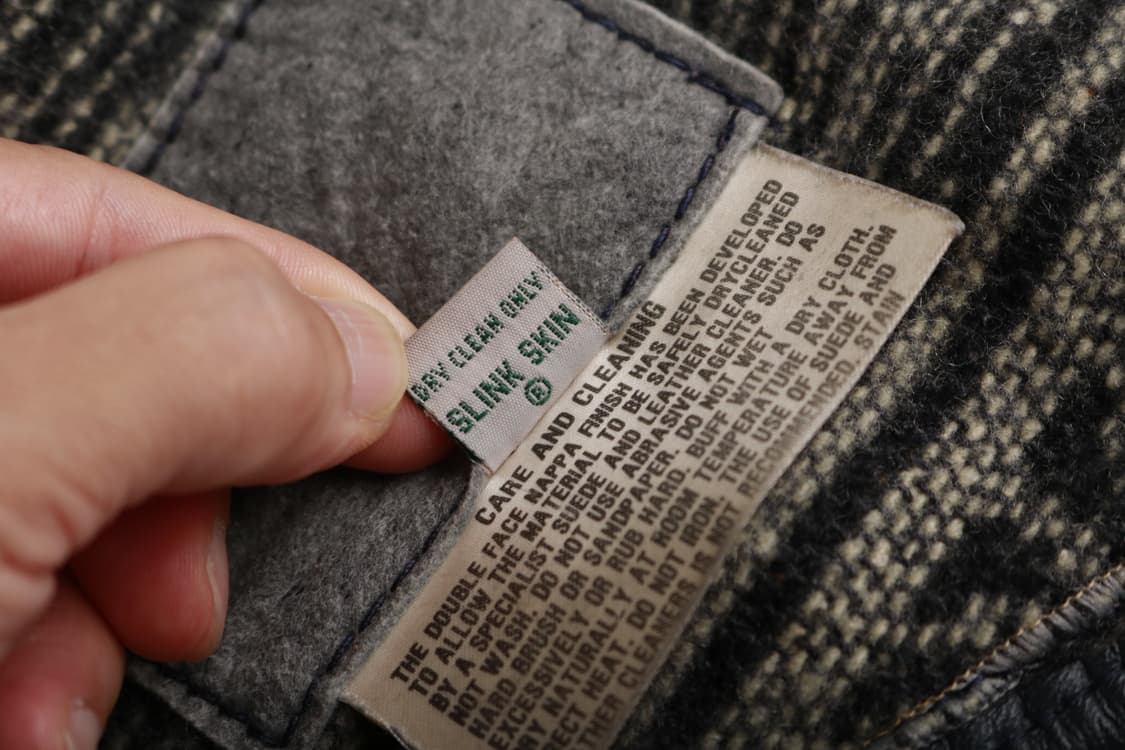 DRY CLEAN ONLY
SLINK SKIN
®
CARE AND CLEANING
THE DOUBLE FACE NAPPA FINISH HAS BEEN DEVELOPED
TO ALLOW THE MATERIAL TO BE SAFELY DRYCLEANED
BY A SPECIALIST SUEDE AND LEATHER CLEANER. DO
NOT WASH. DO NOT USE ABRASIVE AGENTS SUCH AS
HARD BRUSH OR SANDPAPER. DO NOT WET
EXCESSIVELY OR RUB HARD. BUFF WITH A DRY CLOTH.
RY NATURALLY AT ROOM TEMPERATURE AWAY FROM
RECT HEAT. DO NOT IRON. THE USE OF SUEDE AND
THER CLEANERS IS NOT RECOMMENDED STAIN